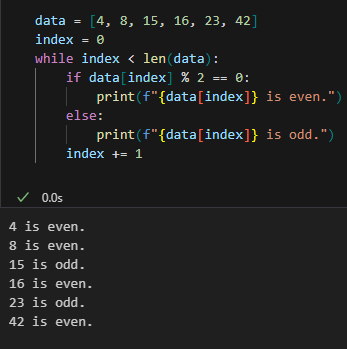 data = [4, 8, 15, 16, 23, 42]
index = 0
while index < len(data):
    if data[index] % 2 == 0:
        print(f"{data[index]} is even.")
    else:
        print(f"{data[index]} is odd.")
    index += 1
0.0s
4 is even.
8 is even.
15 is odd.
16 is even.
23 is odd.
42 is even.